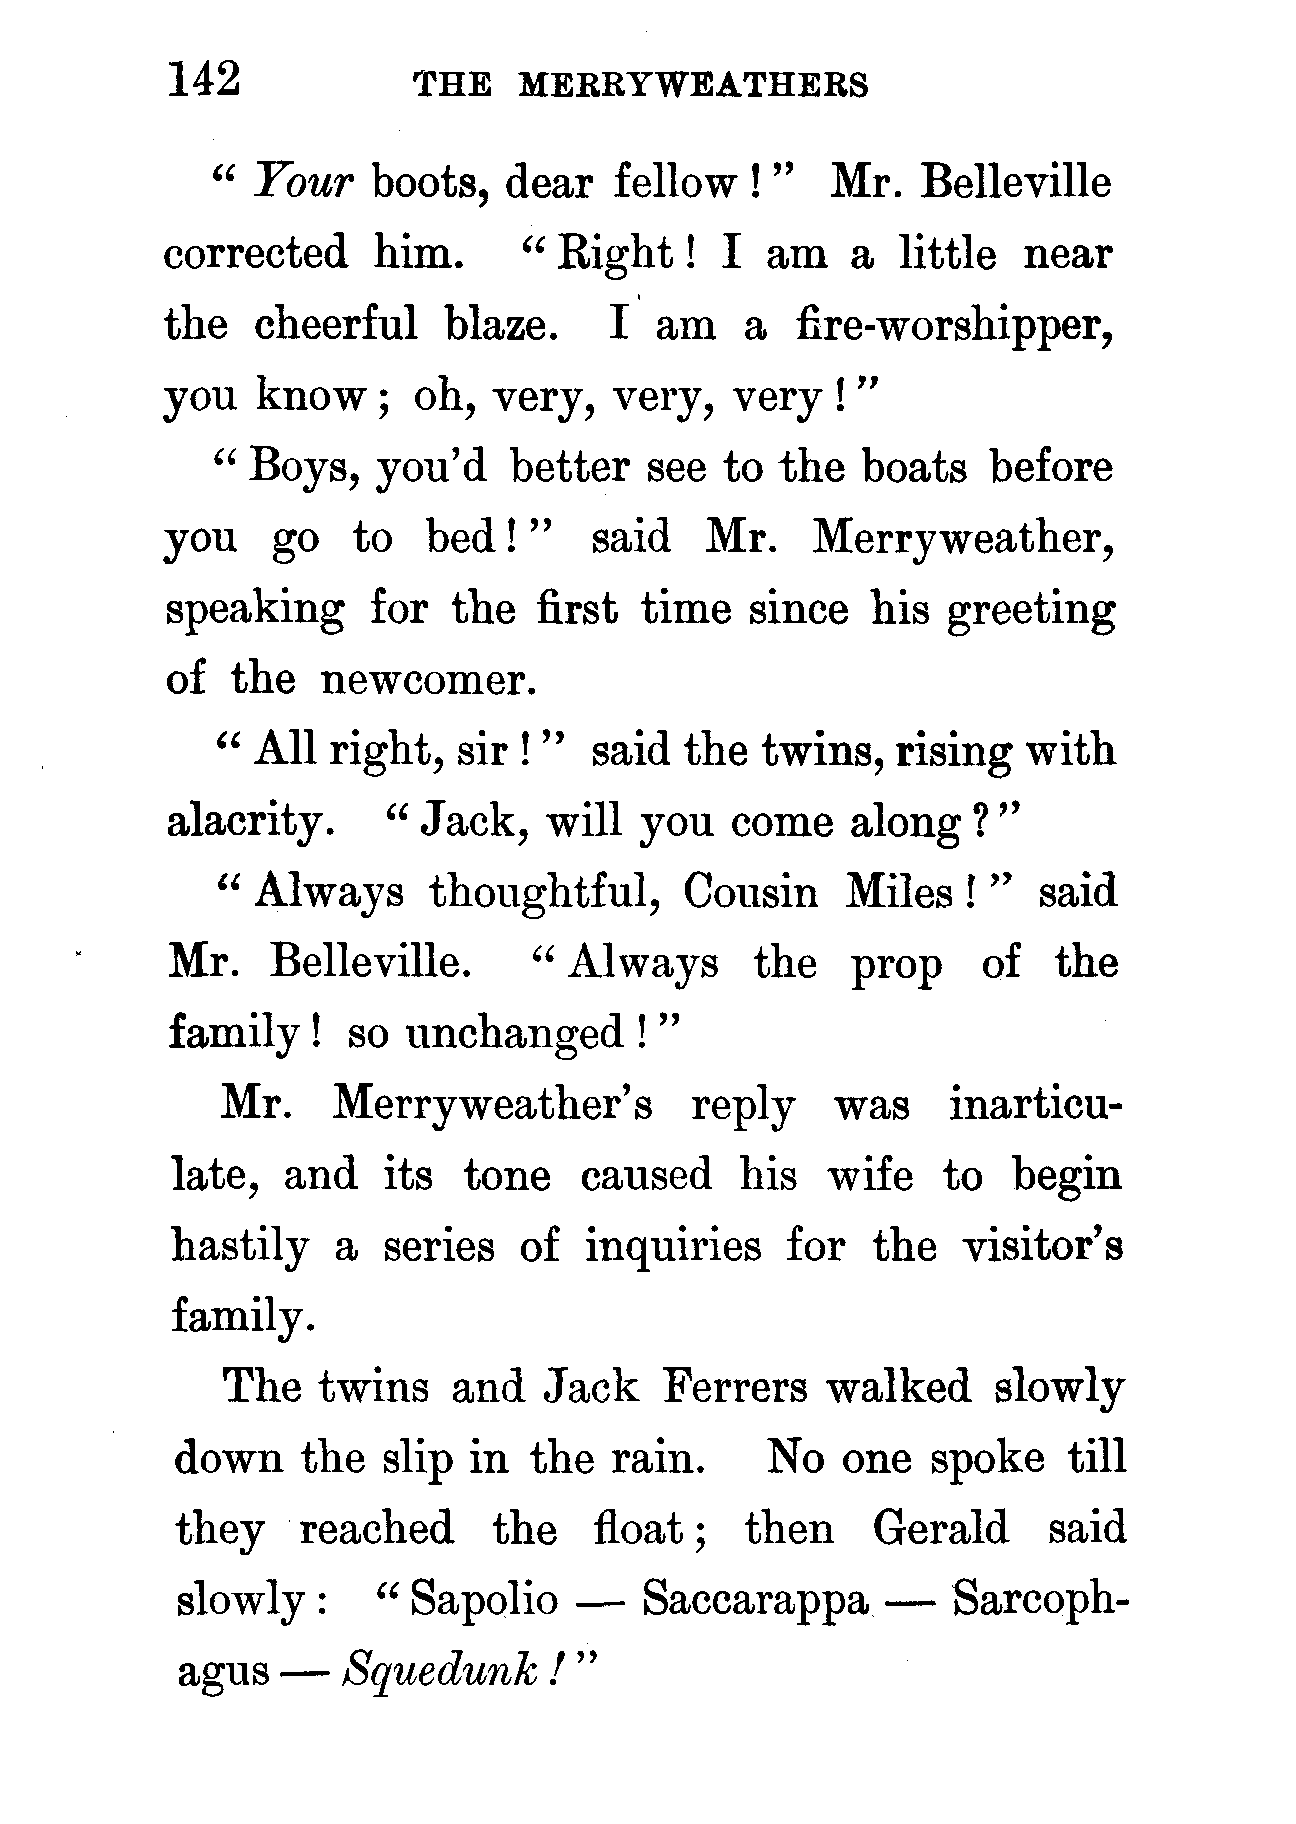 142 THE MERRYWEATHERS
“ Your boots, dear fellow ! ” Mr. Belleville
corrected him. “ Right ! I am a little near
the cheerful blaze. I am a fire-worshipper,
you know ; oh, very, very, very ! ”
“ Boys, you’d better see to the boats before
you go to bed ! ” said Mr. Merryweather,
speaking for the first time since his greeting
of the newcomer.
“ All right, sir ! ” said the twins, rising with
alacrity. “ Jack, will you come along ? ”
“ Always thoughtful, Cousin Miles ! ” said
Mr. Belleville. “ Always the prop of the
family ! so unchanged ! ”
Mr. Merryweather’s reply was inarticu-
late, and its tone caused his wife to begin
hastily a series of inquiries for the visitor’s
family.
The twins and Jack Ferrers walked slowly
down the slip in the rain. No one spoke till
they reached the float ; then Gerald said
slowly : “ Sapolio — Saccarappa — Sarcoph-
agus — Squedunk ! ”